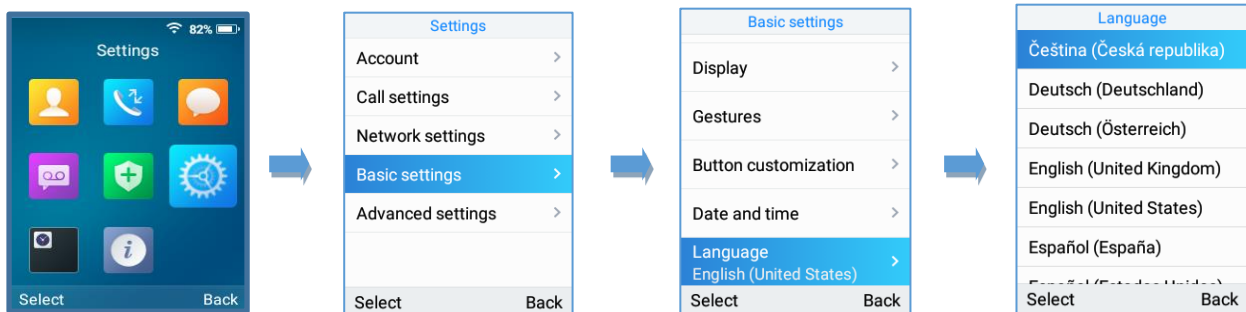 82%
Settings
Select Back
Settings
Account
Call settings
Network settings
Basic settings
Advanced settings
Select Back
Basic settings
Display
Gestures
Button customization
Date and time
Language
English (United States)
Select Back
Language
Čeština (Česká republika)
Deutsch (Deutschland)
Deutsch (Österreich)
English (United Kingdom)
English (United States)
Español (España)
Select Back